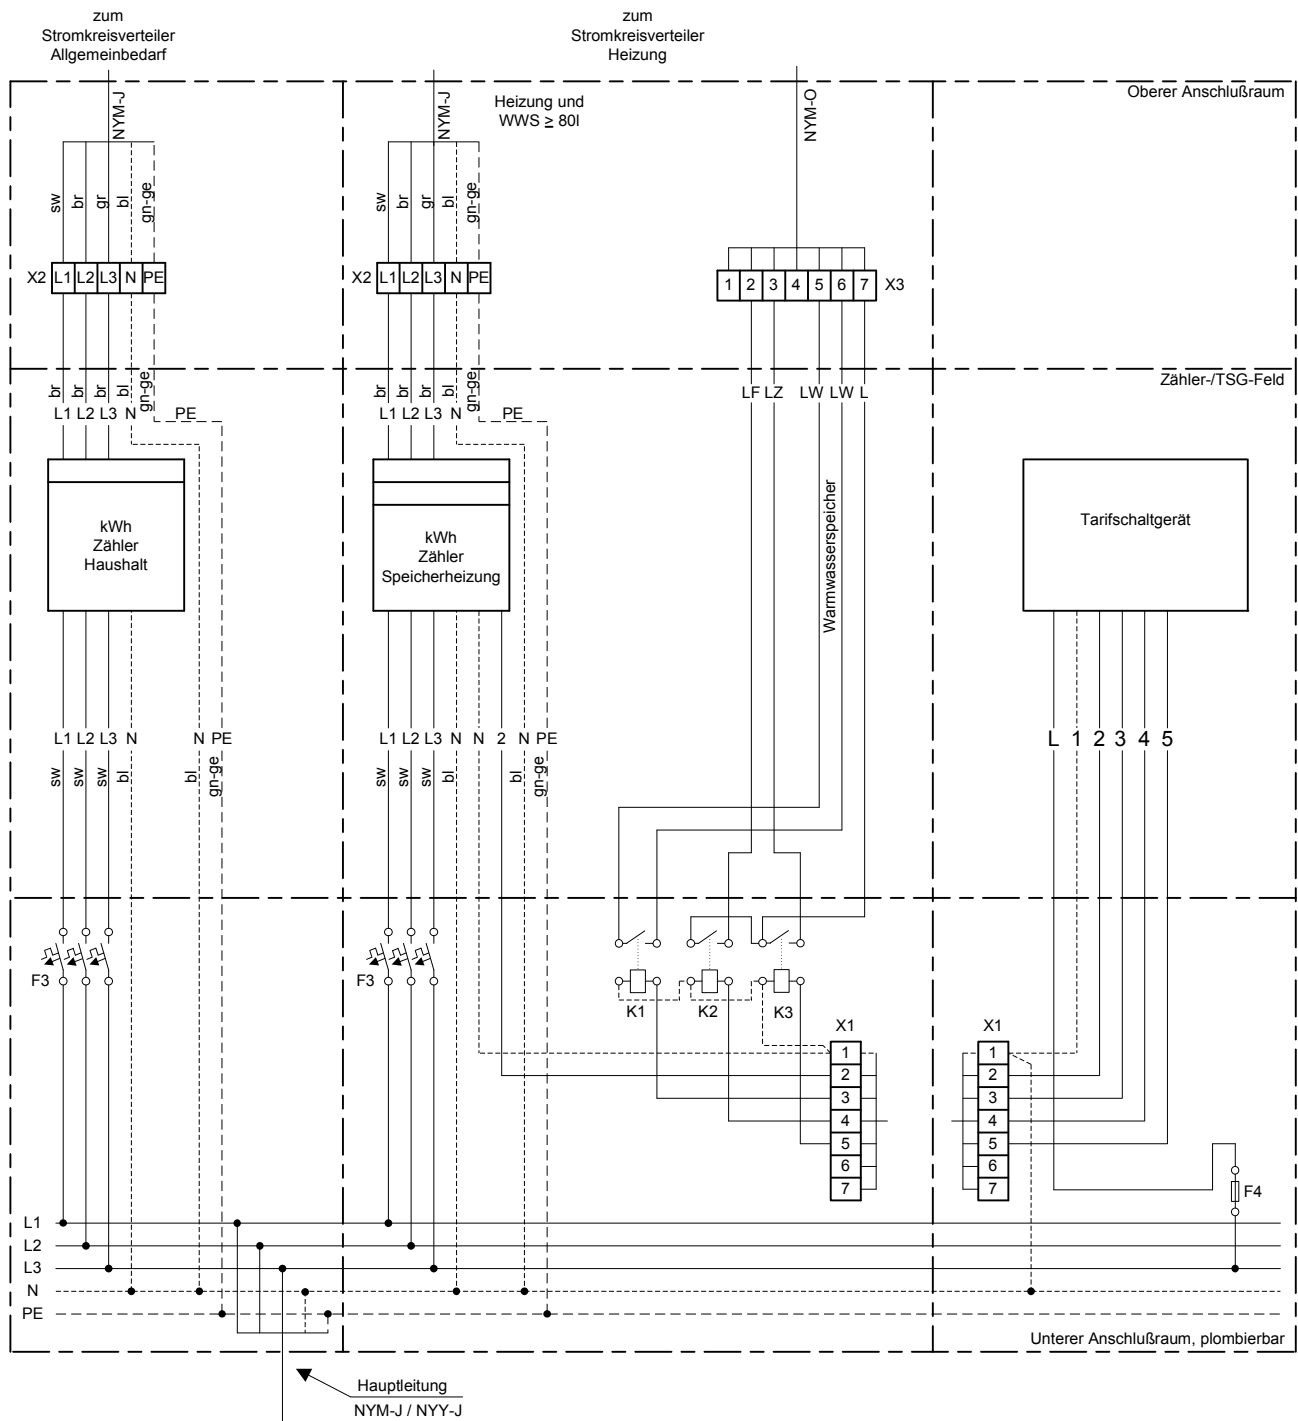 zum
Stromkreisverteiler
Allgemeinbedarf
zum
Stromkreisverteiler
Heizung
NYM-J
NYM-J
Heizung und
WWS ≥ 80l
NYM-O
Oberer Anschlußraum
sw br gr bl gn-ge
sw br gr bl gn-ge
X2 L1 L2 L3 N PE
X2 L1 L2 L3 N PE
1 2 3 4 5 6 7 X3
Zähler-/TSG-Feld
br br br bl gn-ge
br br br bl gn-ge
LF LZ LW LW L
L1 L2 L3 N PE
L1 L2 L3 N PE
Warmwasserspeicher
kWh
Zähler
Haushalt
kWh
Zähler
Speicherheizung
Tarifschaltgerät
L1 L2 L3 N N PE
L1 L2 L3 N N 2 N PE
L 1 2 3 4 5
sw sw sw bl bl gn-ge
sw sw sw bl bl gn-ge
F3
F3
K1 K2 K3
X1
1
2
3
4
5
6
7
X1
1
2
3
4
5
6
7
F4
L1
L2
L3
N
PE
Unterer Anschlußraum, plombierbar
Hauptleitung
NYM-J / NYY-J